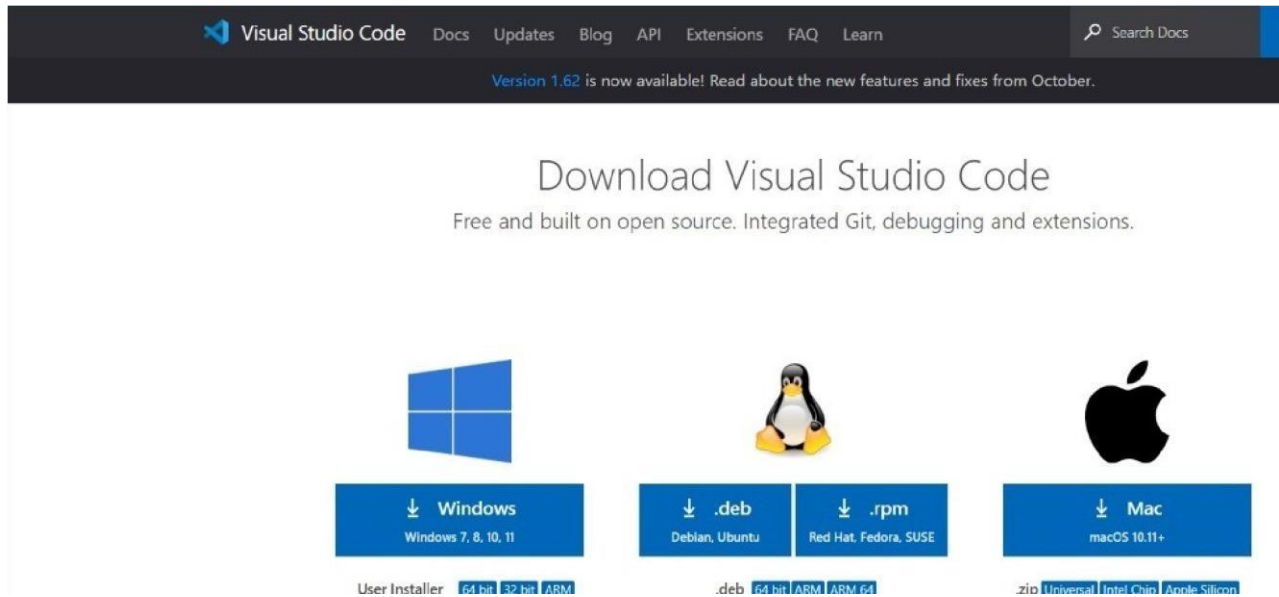 Visual Studio Code Docs Updates Blog API Extensions FAQ Learn Search Docs
Version 1.62 is now available! Read about the new features and fixes from October.
Download Visual Studio Code
Free and built on open source. Integrated Git, debugging and extensions.
Windows .deb .rpm Mac
Windows 7, 8, 10, 11 Debian, Ubuntu Red Hat, Fedora, SUSE macOS 10.11+
User Installer 64 bit 32 bit ARM .deb 64 bit ARM ARM 64 .zip Universal Intel Chip Apple Silicon